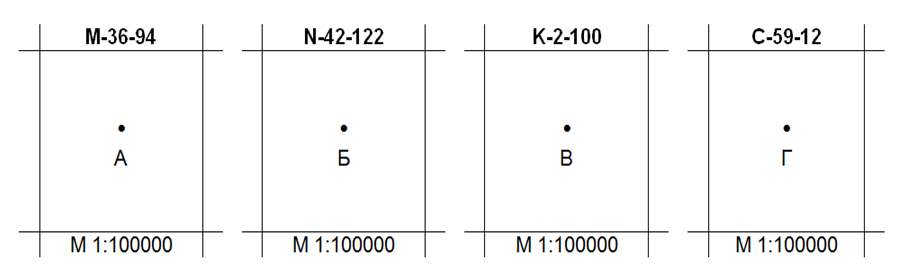 M-36-94 N-42-122 K-2-100 C-59-12
А Б В Г
М 1:100000 М 1:100000 М 1:100000 М 1:100000